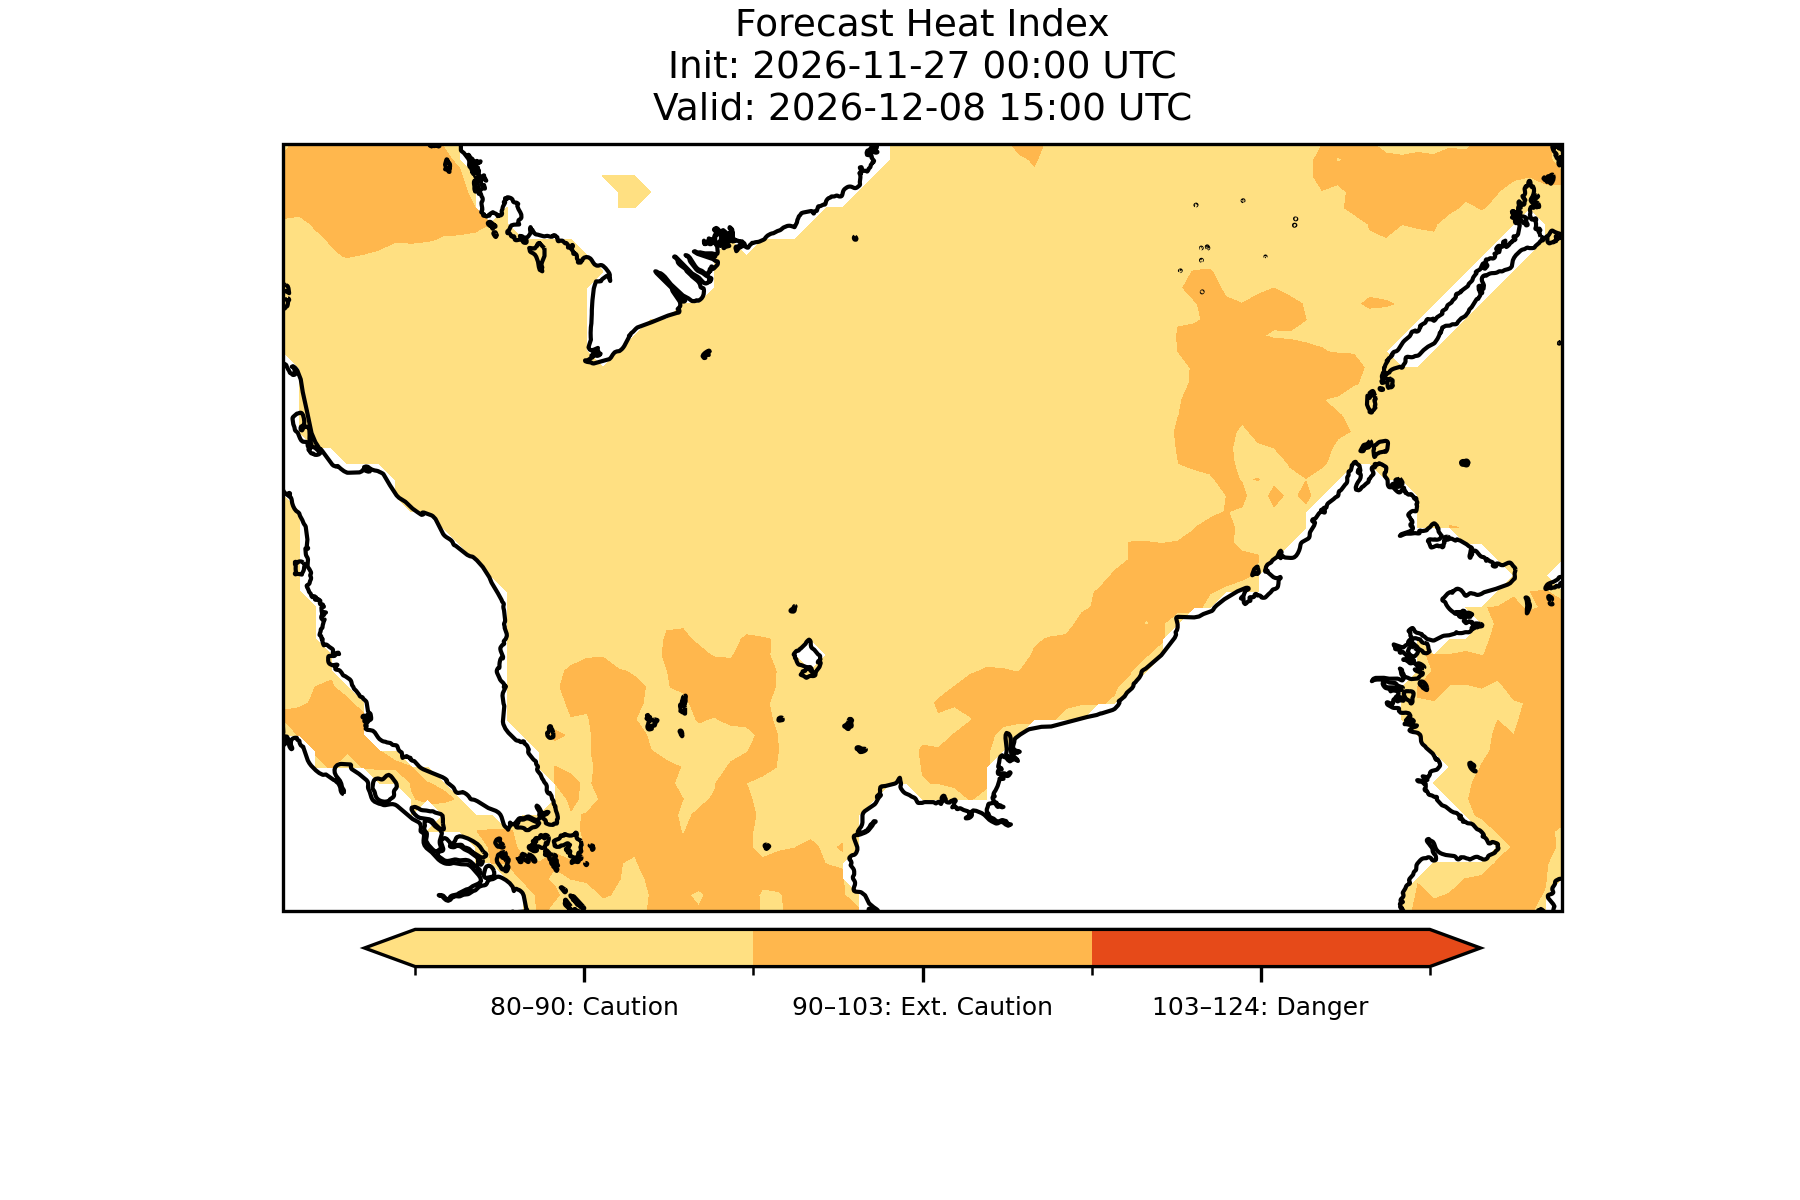 Forecast Heat Index
Init: 2026-11-27 00:00 UTC
Valid: 2026-12-08 15:00 UTC
80–90: Caution
90–103: Ext. Caution
103–124: Danger